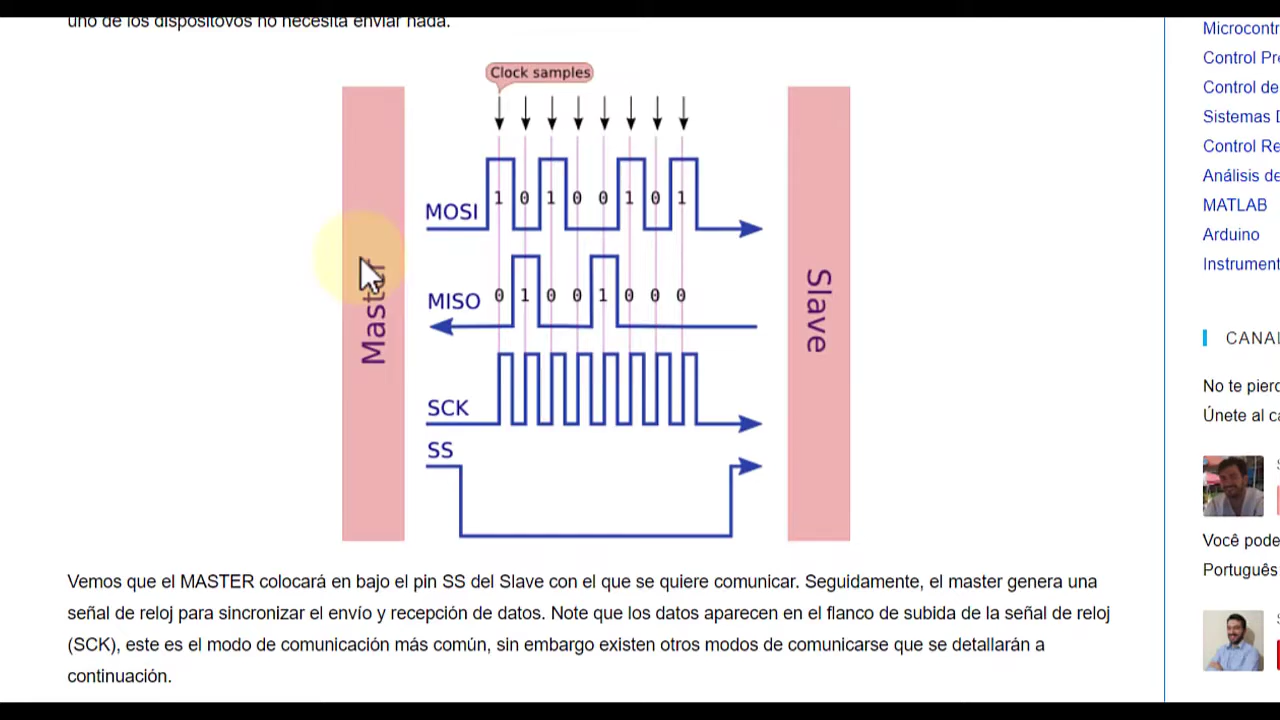 uno de los dispositovos no necesita enviar nada.
Clock samples
MOSI
1 0 1 0 0 1 0 1
MISO
0 1 0 0 1 0 0 0
SCK
SS
Master
Slave
Vemos que el MASTER colocará en bajo el pin SS del Slave con el que se quiere comunicar. Seguidamente, el master genera una
señal de reloj para sincronizar el envío y recepción de datos. Note que los datos aparecen en el flanco de subida de la señal de reloj
(SCK), este es el modo de comunicación más común, sin embargo existen otros modos de comunicarse que se detallarán a
continuación.
Microcontr
Control Pre
Control de
Sistemas D
Control Re
Análisis de
MATLAB
Arduino
Instrument
CANAL
No te pierd
Únete al ca
Você pode
Português